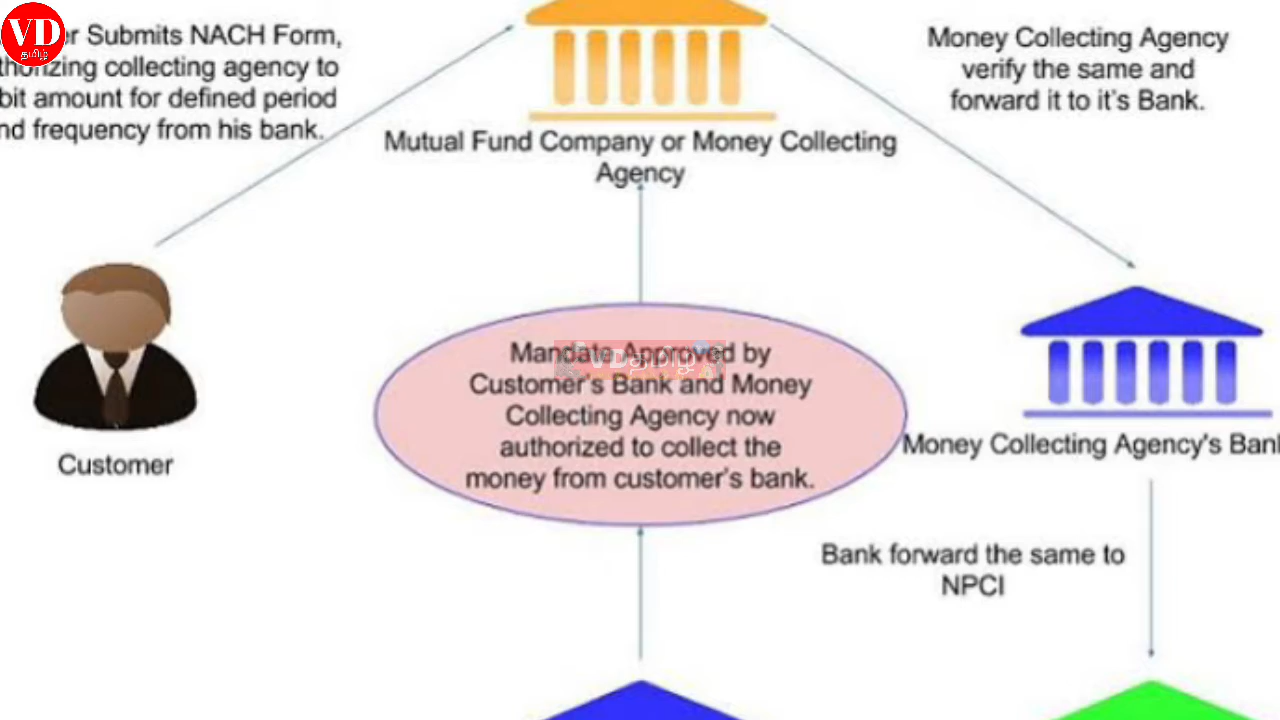 VD
தமிழ்
er Submits NACH Form,
thorizing collecting agency to
bit amount for defined period
nd frequency from his bank.
Mutual Fund Company or Money Collecting
Agency
Money Collecting Agency
verify the same and
forward it to it's Bank.
Customer
Mandate Approved by
Customer's Bank and Money
Collecting Agency now
authorized to collect the
money from customer's bank.
VDதமிழ்
Money Collecting Agency's Bank
Bank forward the same to
NPCI